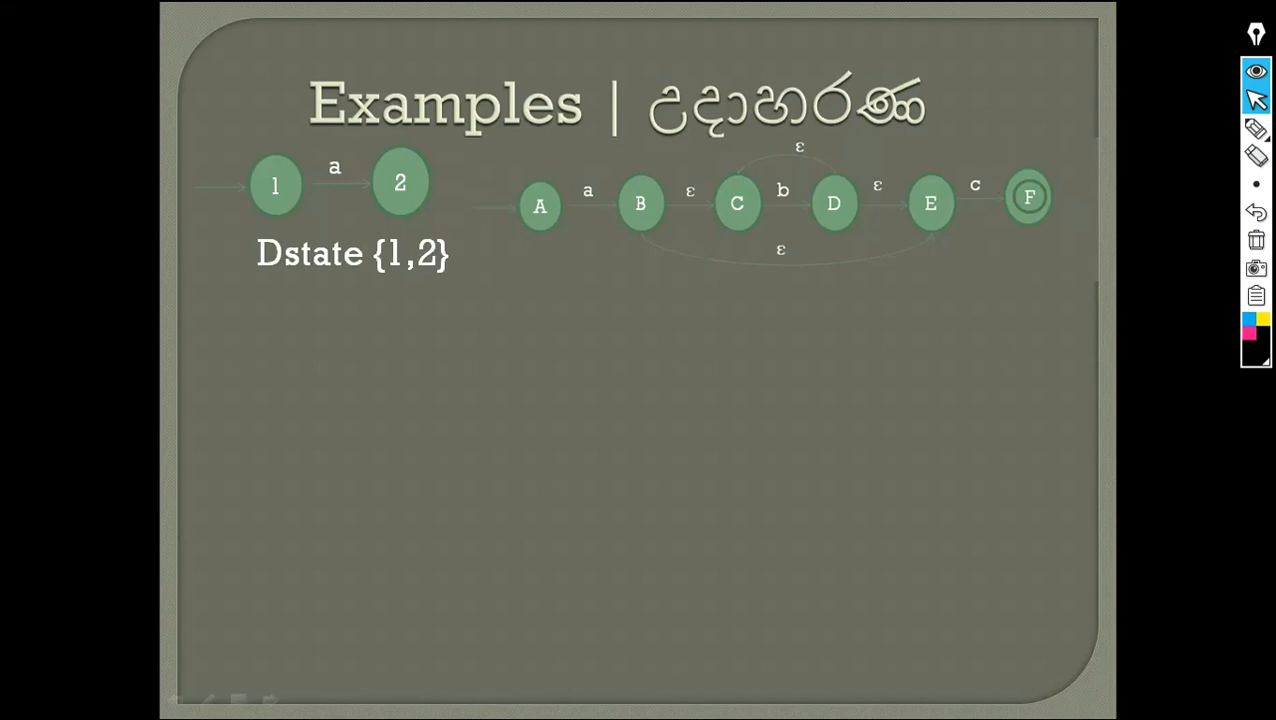 Examples | උදාහරණ
1 a 2
A a B ε C b D ε E c F
ε
ε
Dstate {1,2}